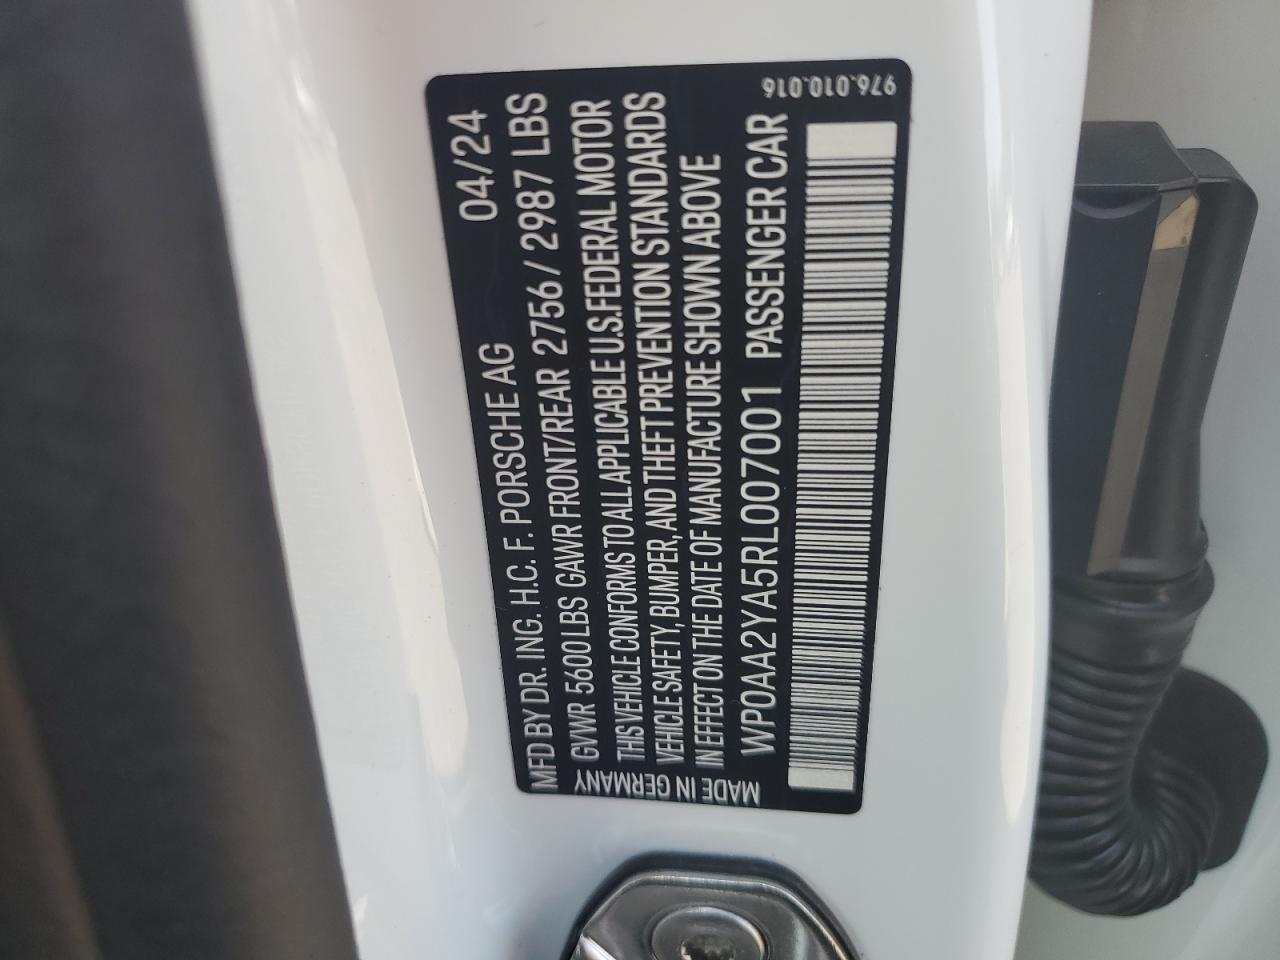 MFD BY DR. ING. H.C. F. PORSCHE AG 04/24
GVWR 5600LBS GAWR FRONT/REAR 2756 / 2987 LBS
THIS VEHICLE CONFORMS TO ALL APPLICABLE U.S.FEDERAL MOTOR
VEHICLE SAFETY, BUMPER, AND THEFT PREVENTION STANDARDS
IN EFFECT ON THE DATE OF MANUFACTURE SHOWN ABOVE
WP0AA2YA5RL007001 PASSENGER CAR
MADE IN GERMANY
976.010.016